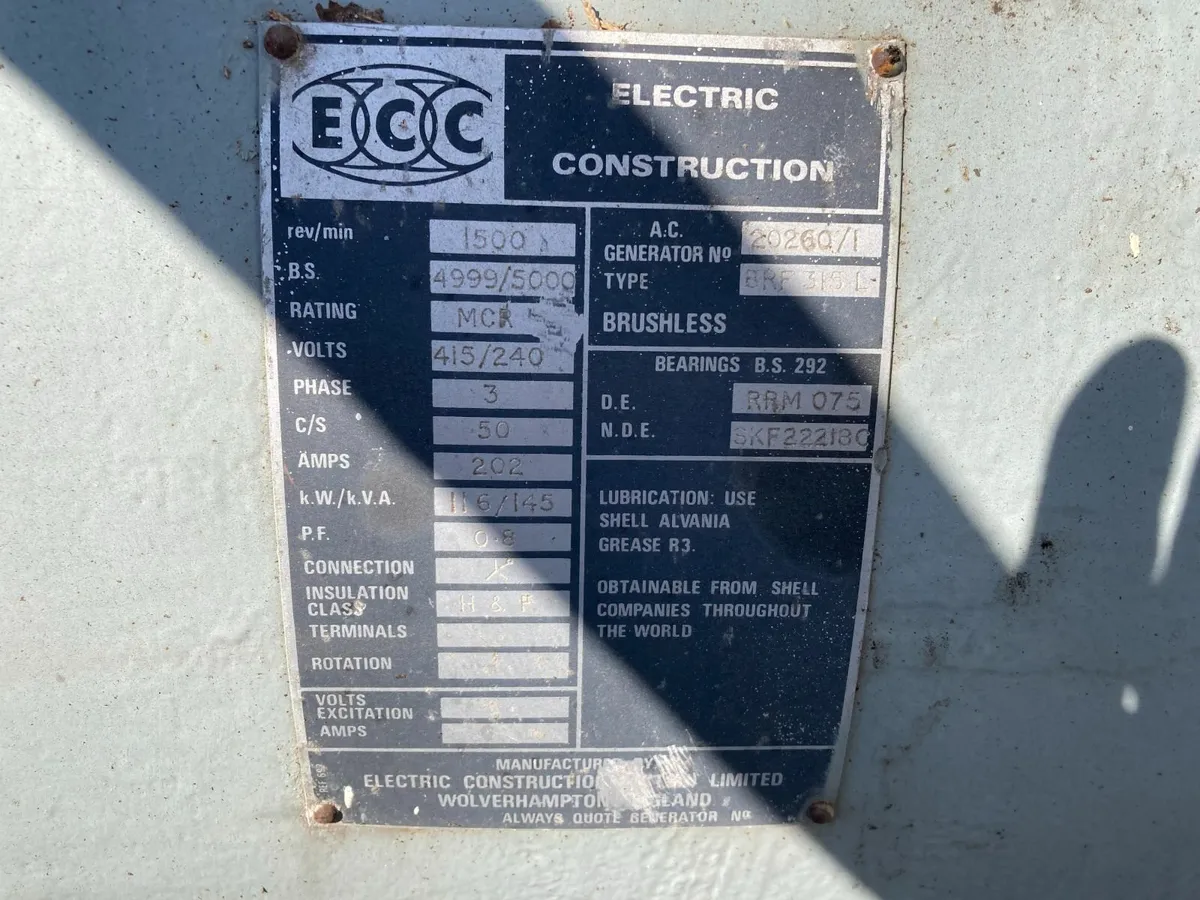 ECC
ELECTRIC
CONSTRUCTION
rev/min 1500
B.S. 4999/5000
RATING MCR
VOLTS 415/240
PHASE 3
C/S 50
AMPS 202
k.W./k.V.A. 116/145
P.F. 0.8
CONNECTION
INSULATION
CLASS H & F
TERMINALS
ROTATION
VOLTS
EXCITATION
AMPS
A.C.
GENERATOR Nº 20260/1
TYPE
BRUSHLESS
BEARINGS B.S. 292
D.E. RRM 075
N.D.E. SKF22218C
LUBRICATION: USE
SHELL ALVANIA
GREASE R3.
OBTAINABLE FROM SHELL
COMPANIES THROUGHOUT
THE WORLD
MANUFACTURED BY
ELECTRIC CONSTRUCTION LIMITED
WOLVERHAMPTON ENGLAND
ALWAYS QUOTE GENERATOR Nº